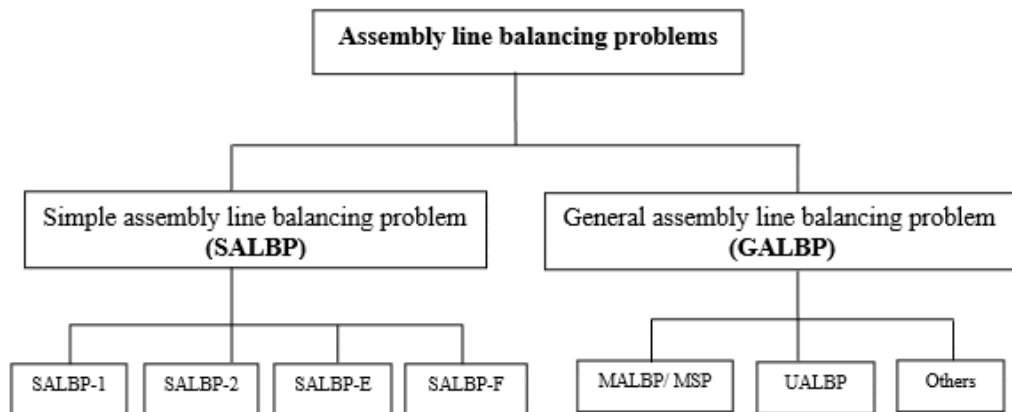 Assembly line balancing problems
Simple assembly line balancing problem
(SALBP)
General assembly line balancing problem
(GALBP)
SALBP-1
SALBP-2
SALBP-E
SALBP-F
MALBP/ MSP
UALBP
Others